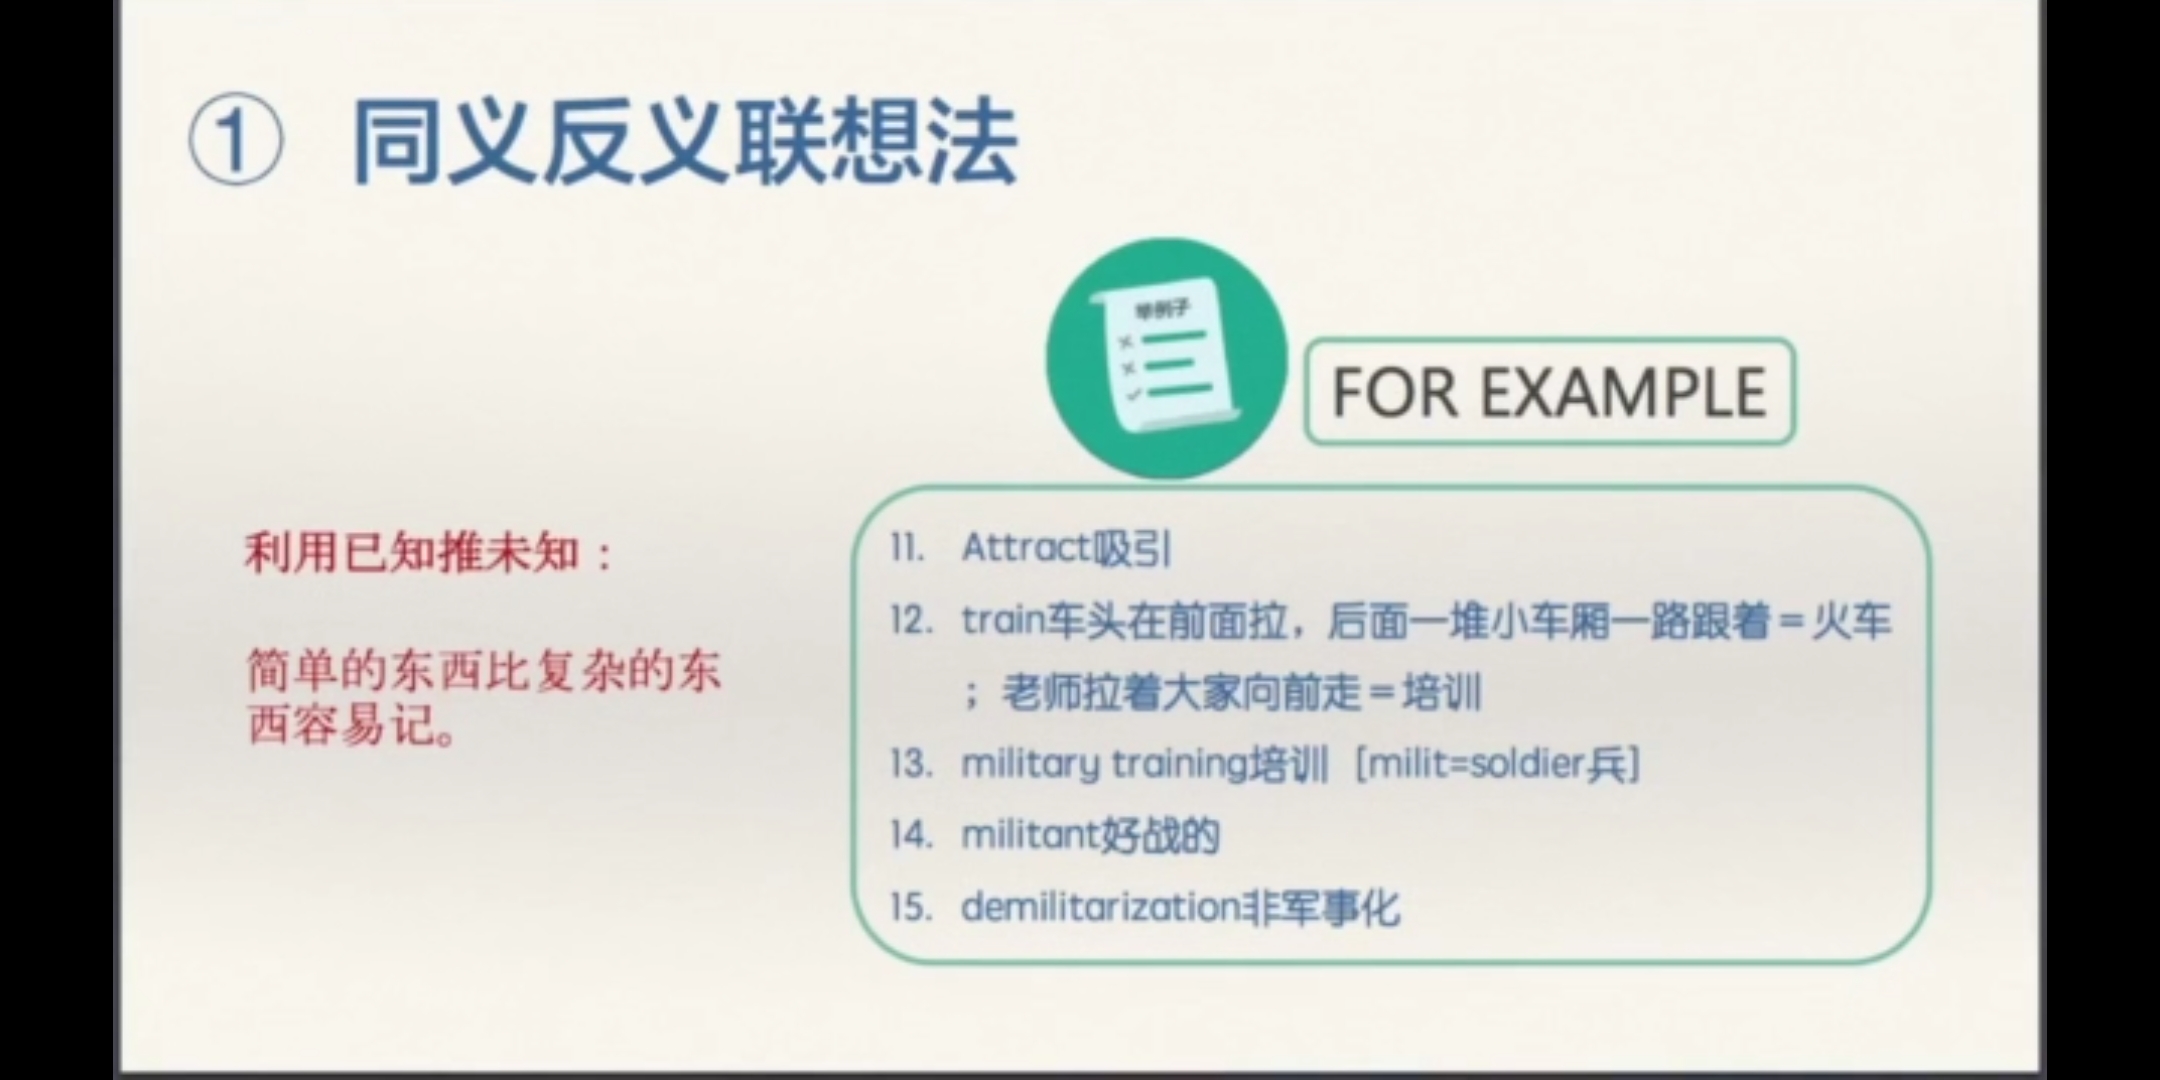 ① 同义反义联想法
举例子
FOR EXAMPLE
利用已知推未知：
简单的东西比复杂的东
西容易记。
11. Attract吸引
12. train车头在前面拉，后面一堆小车厢一路跟着=火车
；老师拉着大家向前走=培训
13. military training培训 [milit=soldier兵]
14. militant好战的
15. demilitarization非军事化